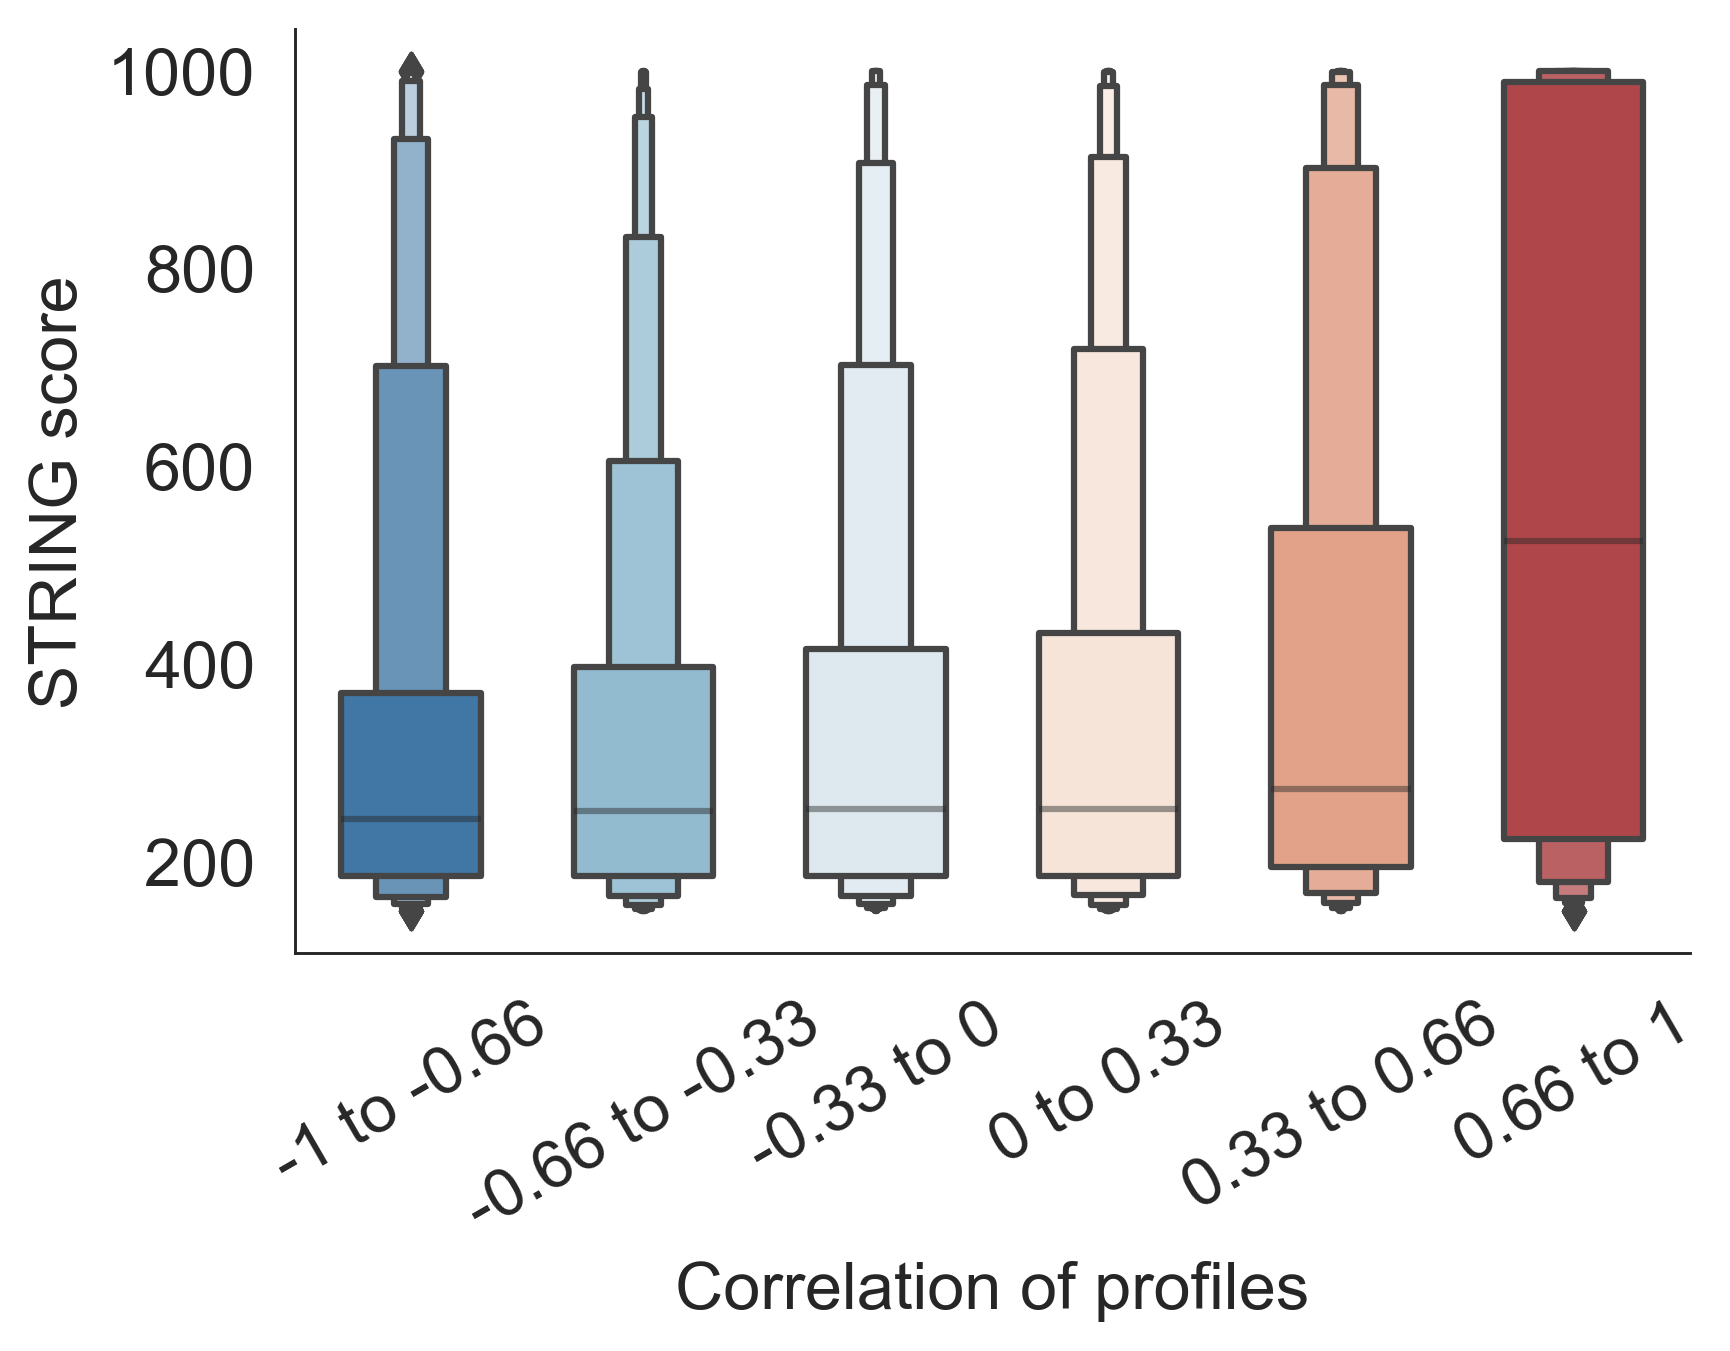 STRING score
1000
800
600
400
200
-1 to -0.66
-0.66 to -0.33
-0.33 to 0
0 to 0.33
0.33 to 0.66
0.66 to 1
Correlation of profiles